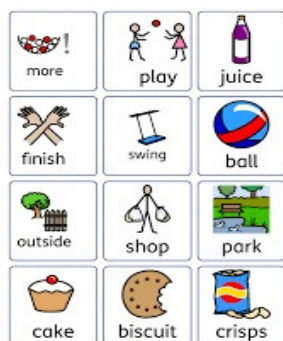 more
play
juice
finish
swing
ball
outside
shop
park
cake
biscuit
crisps